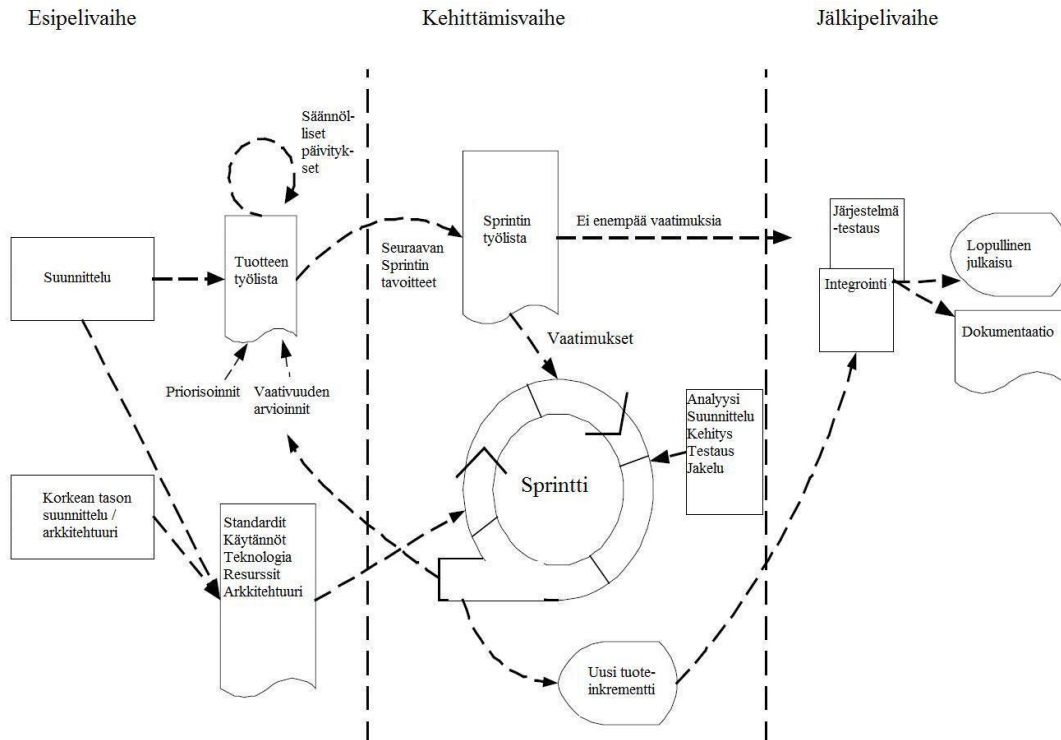 Esipelivaihe
Kehittämisvaihe
Jälkipelivaihe
Säännöl-
liset
päivityk-
set
Suunnittelu
Tuotteen
työlista
Priorisoinnit
Vaativuuden
arvioinnit
Korkean tason
suunnittelu /
arkkitehtuuri
Standardit
Käytännöt
Teknologia
Resurssit
Arkkitehtuuri
Seuraavan
Sprintin
tavoitteet
Sprintin
työlista
Ei enempää vaatimuksia
Vaatimukset
Sprintti
Analyysi
Suunnittelu
Kehitys
Testaus
Jakelu
Uusi tuote-
inkrementti
Järjestelmä
-testaus
Integrointi
Lopullinen
julkaisu
Dokumentaatio